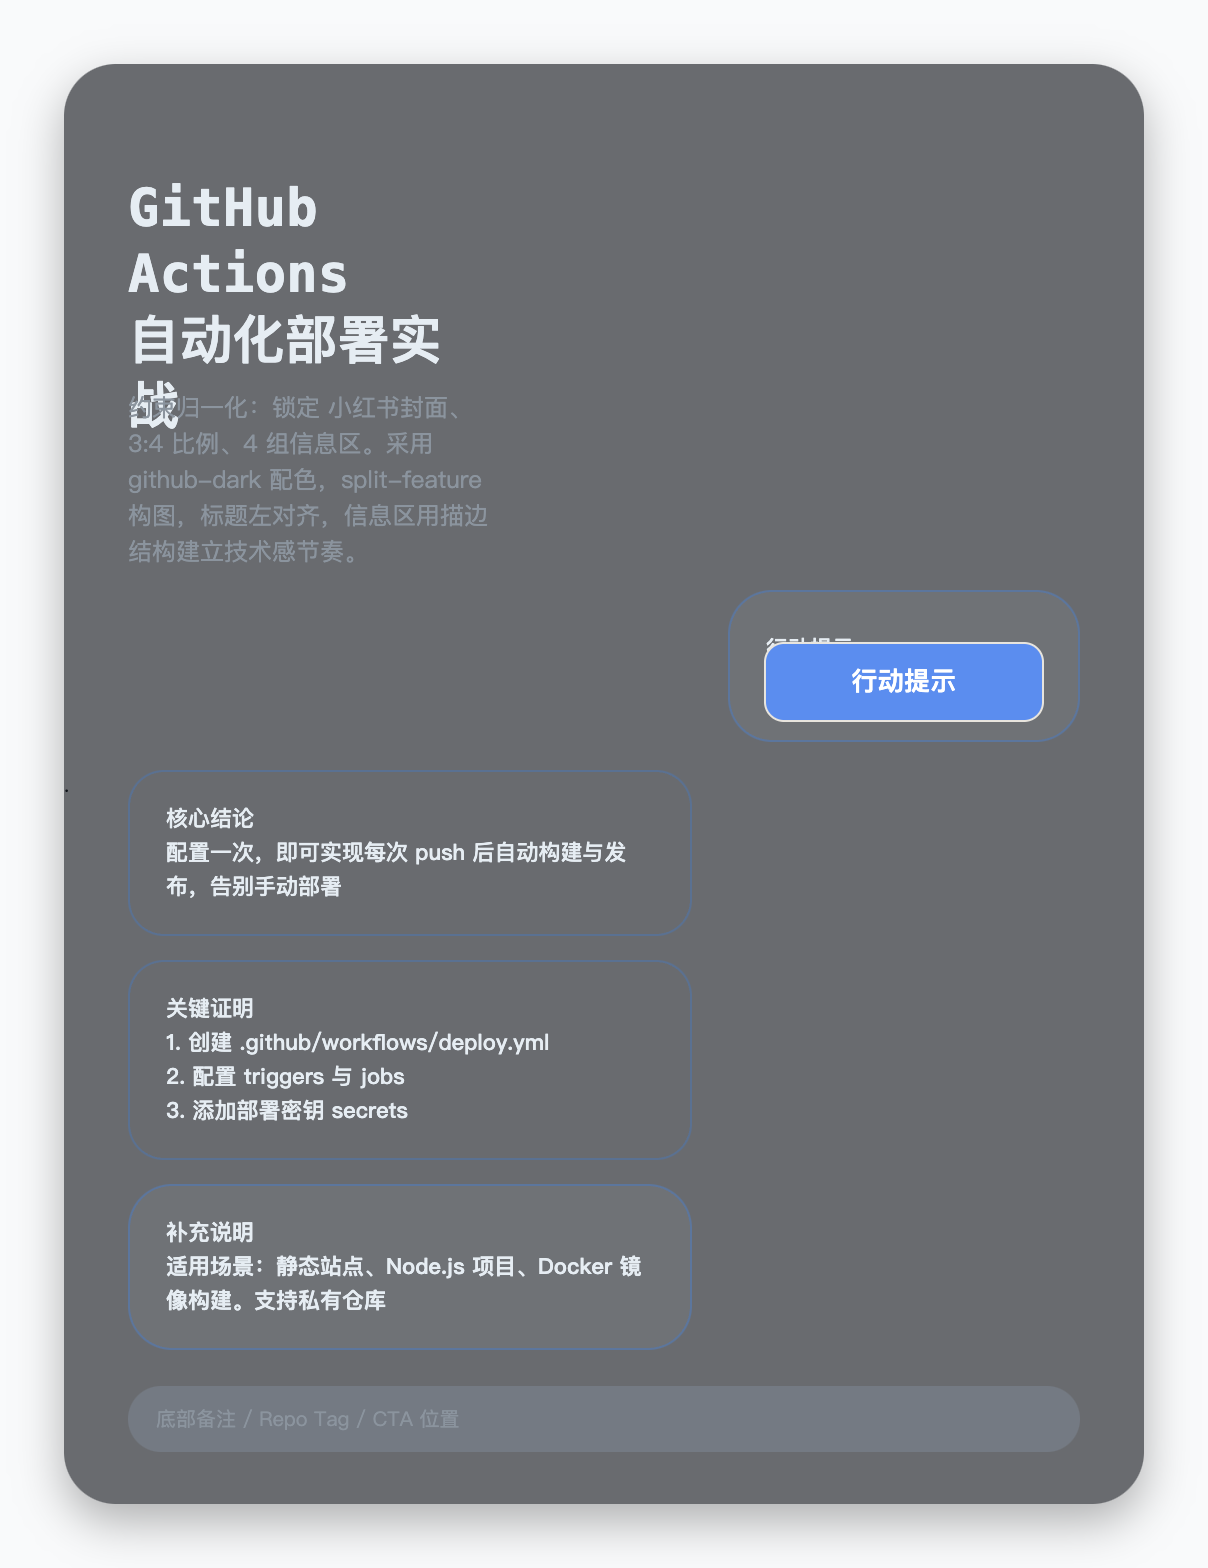 GitHub
Actions
自动化部署实
战
约束归一化：锁定 小红书封面、
3:4 比例、4 组信息区。采用
github-dark 配色，split-feature
构图，标题左对齐，信息区用描边
结构建立技术感节奏。
行动提示
行动提示
核心结论
配置一次，即可实现每次 push 后自动构建与发
布，告别手动部署
关键证明
1. 创建 .github/workflows/deploy.yml
2. 配置 triggers 与 jobs
3. 添加部署密钥 secrets
补充说明
适用场景：静态站点、Node.js 项目、Docker 镜
像构建。支持私有仓库
底部备注 / Repo Tag / CTA 位置